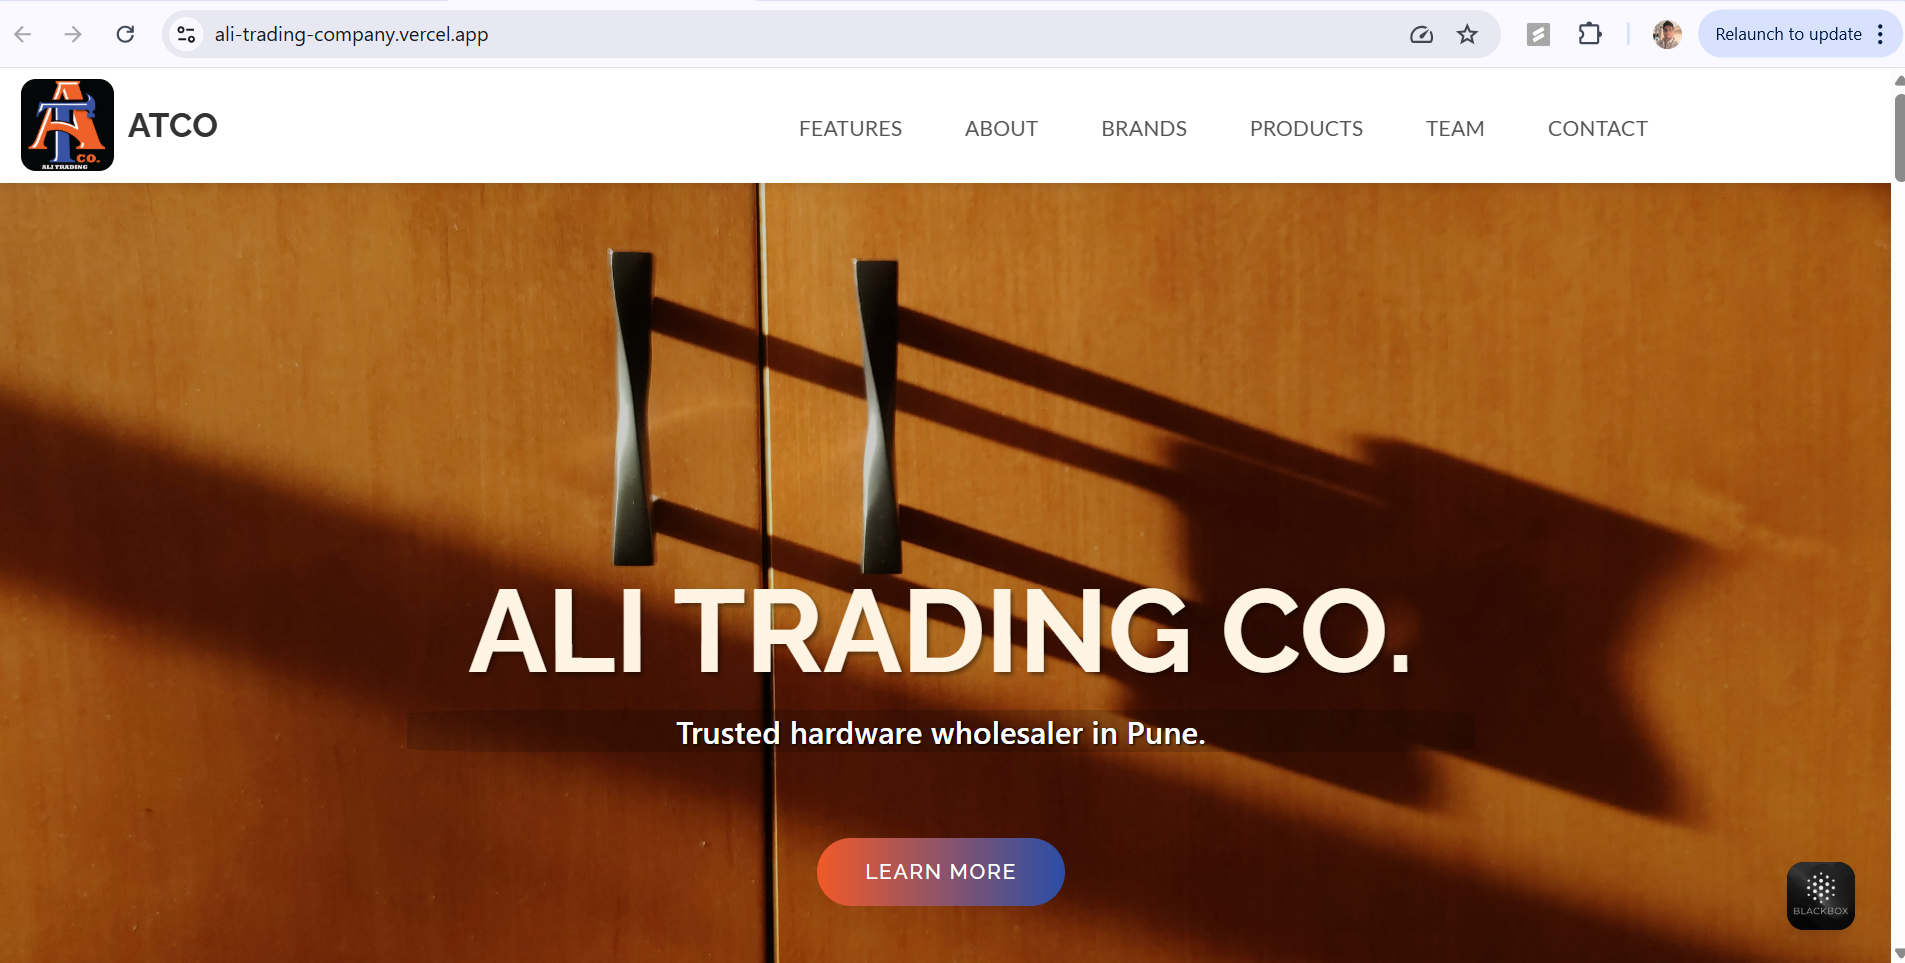 ali-trading-company.vercel.app
Relaunch to update
AT
CO.
ALI TRADING
ATCO
FEATURES ABOUT BRANDS PRODUCTS TEAM CONTACT
ALI TRADING CO.
Trusted hardware wholesaler in Pune.
LEARN MORE
BLACKBOX